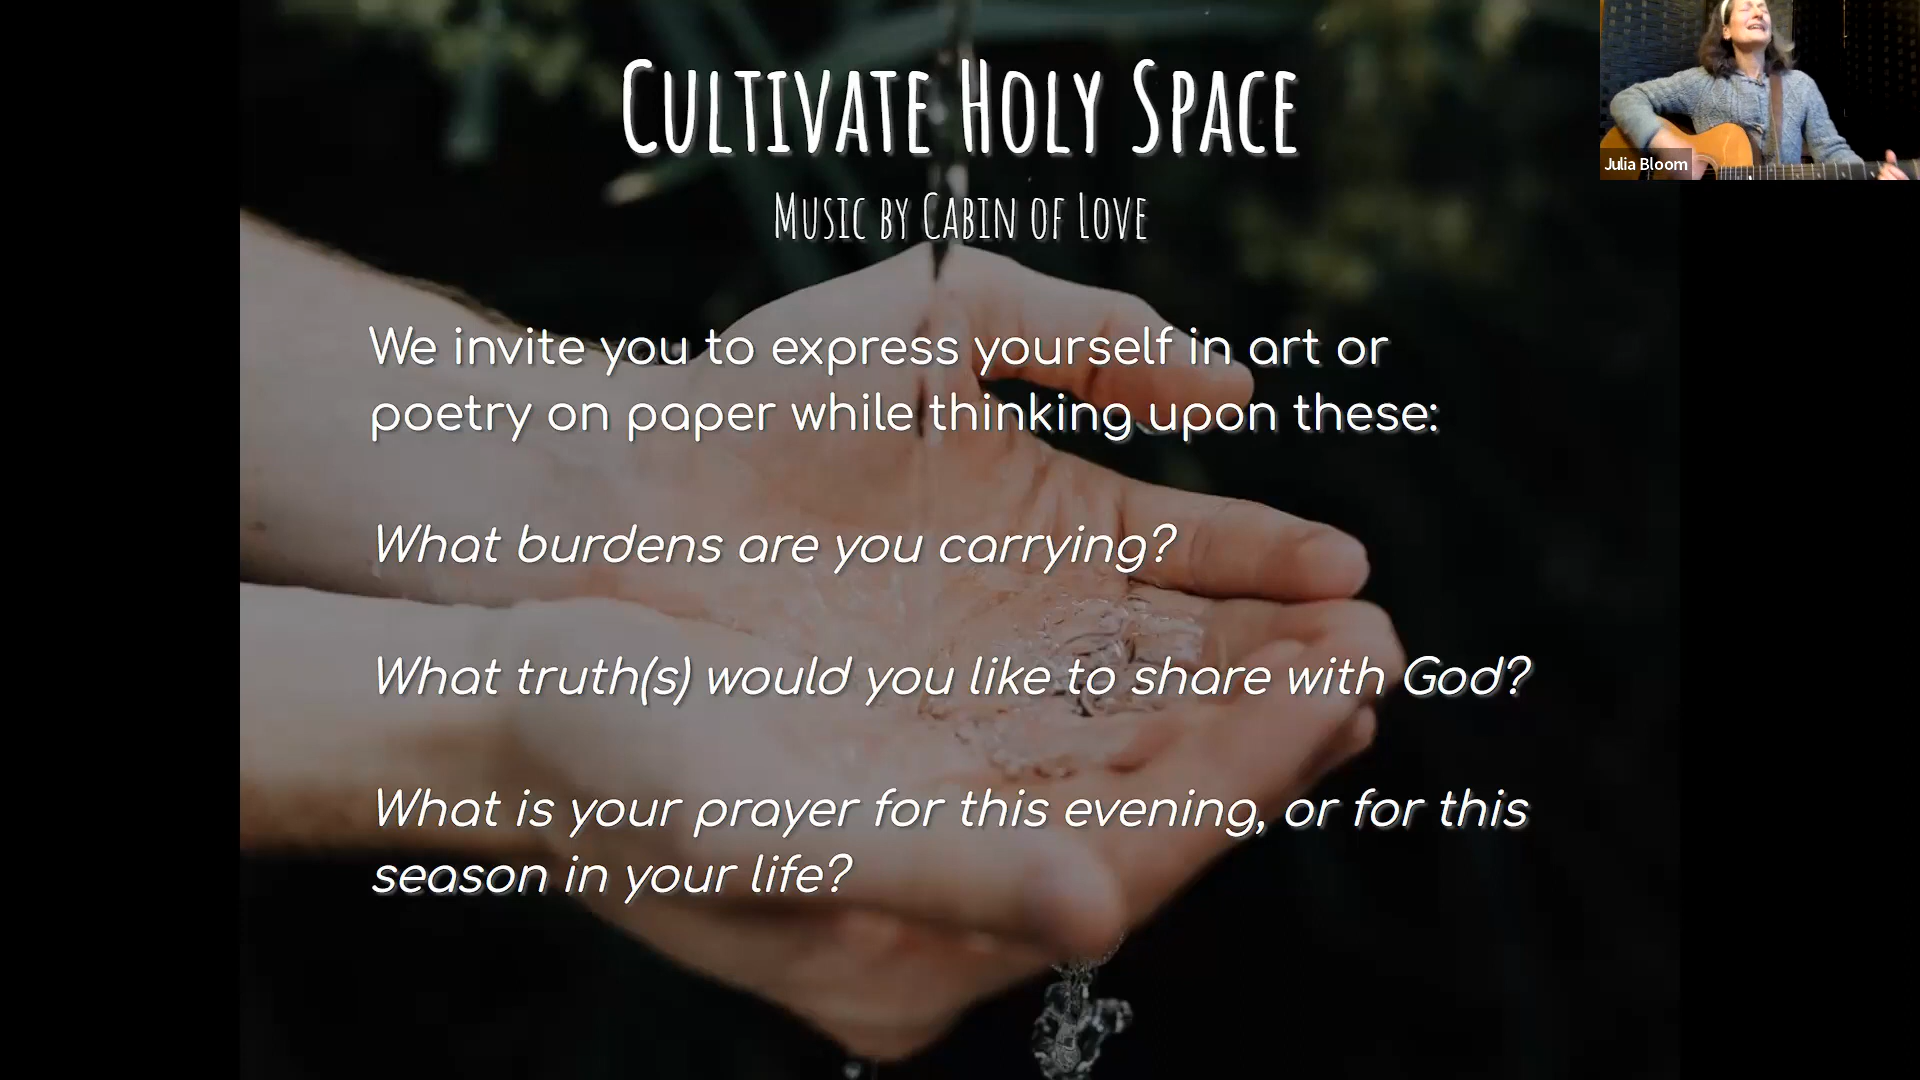 Cultivate Holy Space
Music by Cabin of Love
We invite you to express yourself in art or
poetry on paper while thinking upon these:
What burdens are you carrying?
What truth(s) would you like to share with God?
What is your prayer for this evening, or for this
season in your life?
Julia Bloom